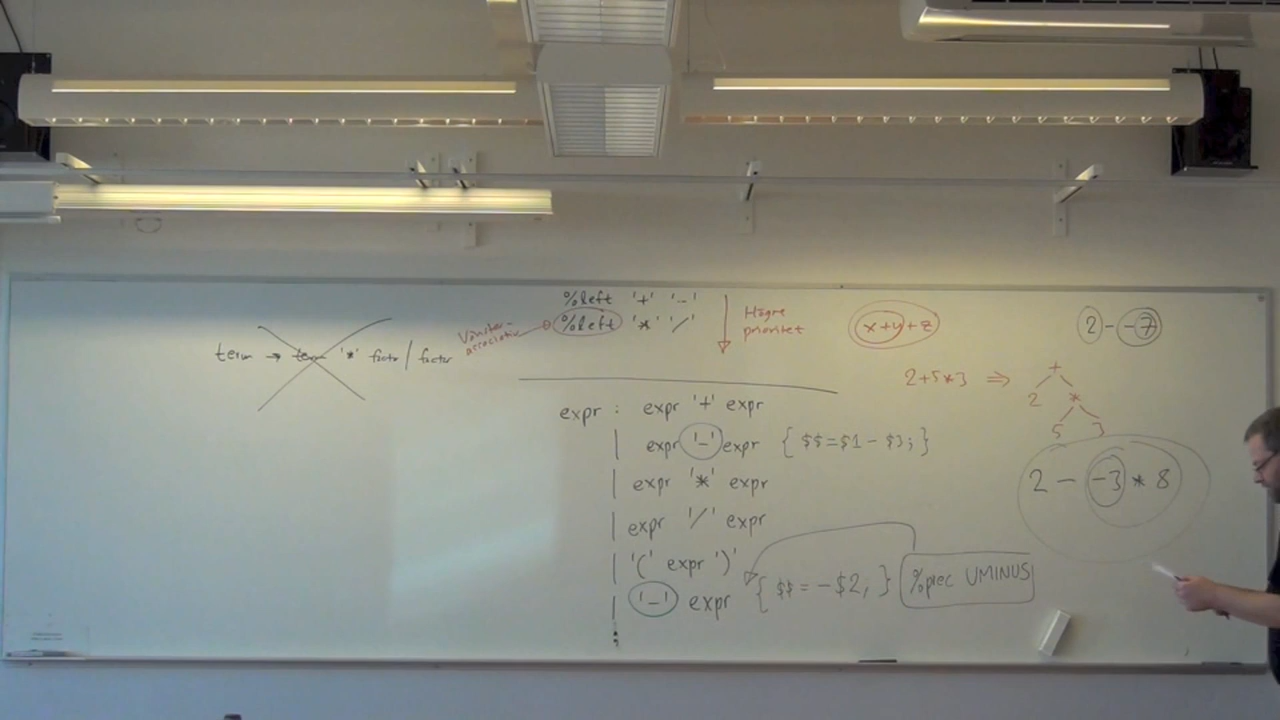 %left '+' '-'
%left '*' '/'
Högre
prioritet
x+y+z
2--7
Vänster-
associativ
term → term '*' factor / factor
2+5*3 ⇒
+
2 *
5 3
expr : expr '+' expr
| expr '-' expr { $$=$1-$3; }
| expr '*' expr
| expr '/' expr
| '(' expr ')'
| '-' expr { $$=-$2; } %prec UMINUS
;
2 - -3 * 8